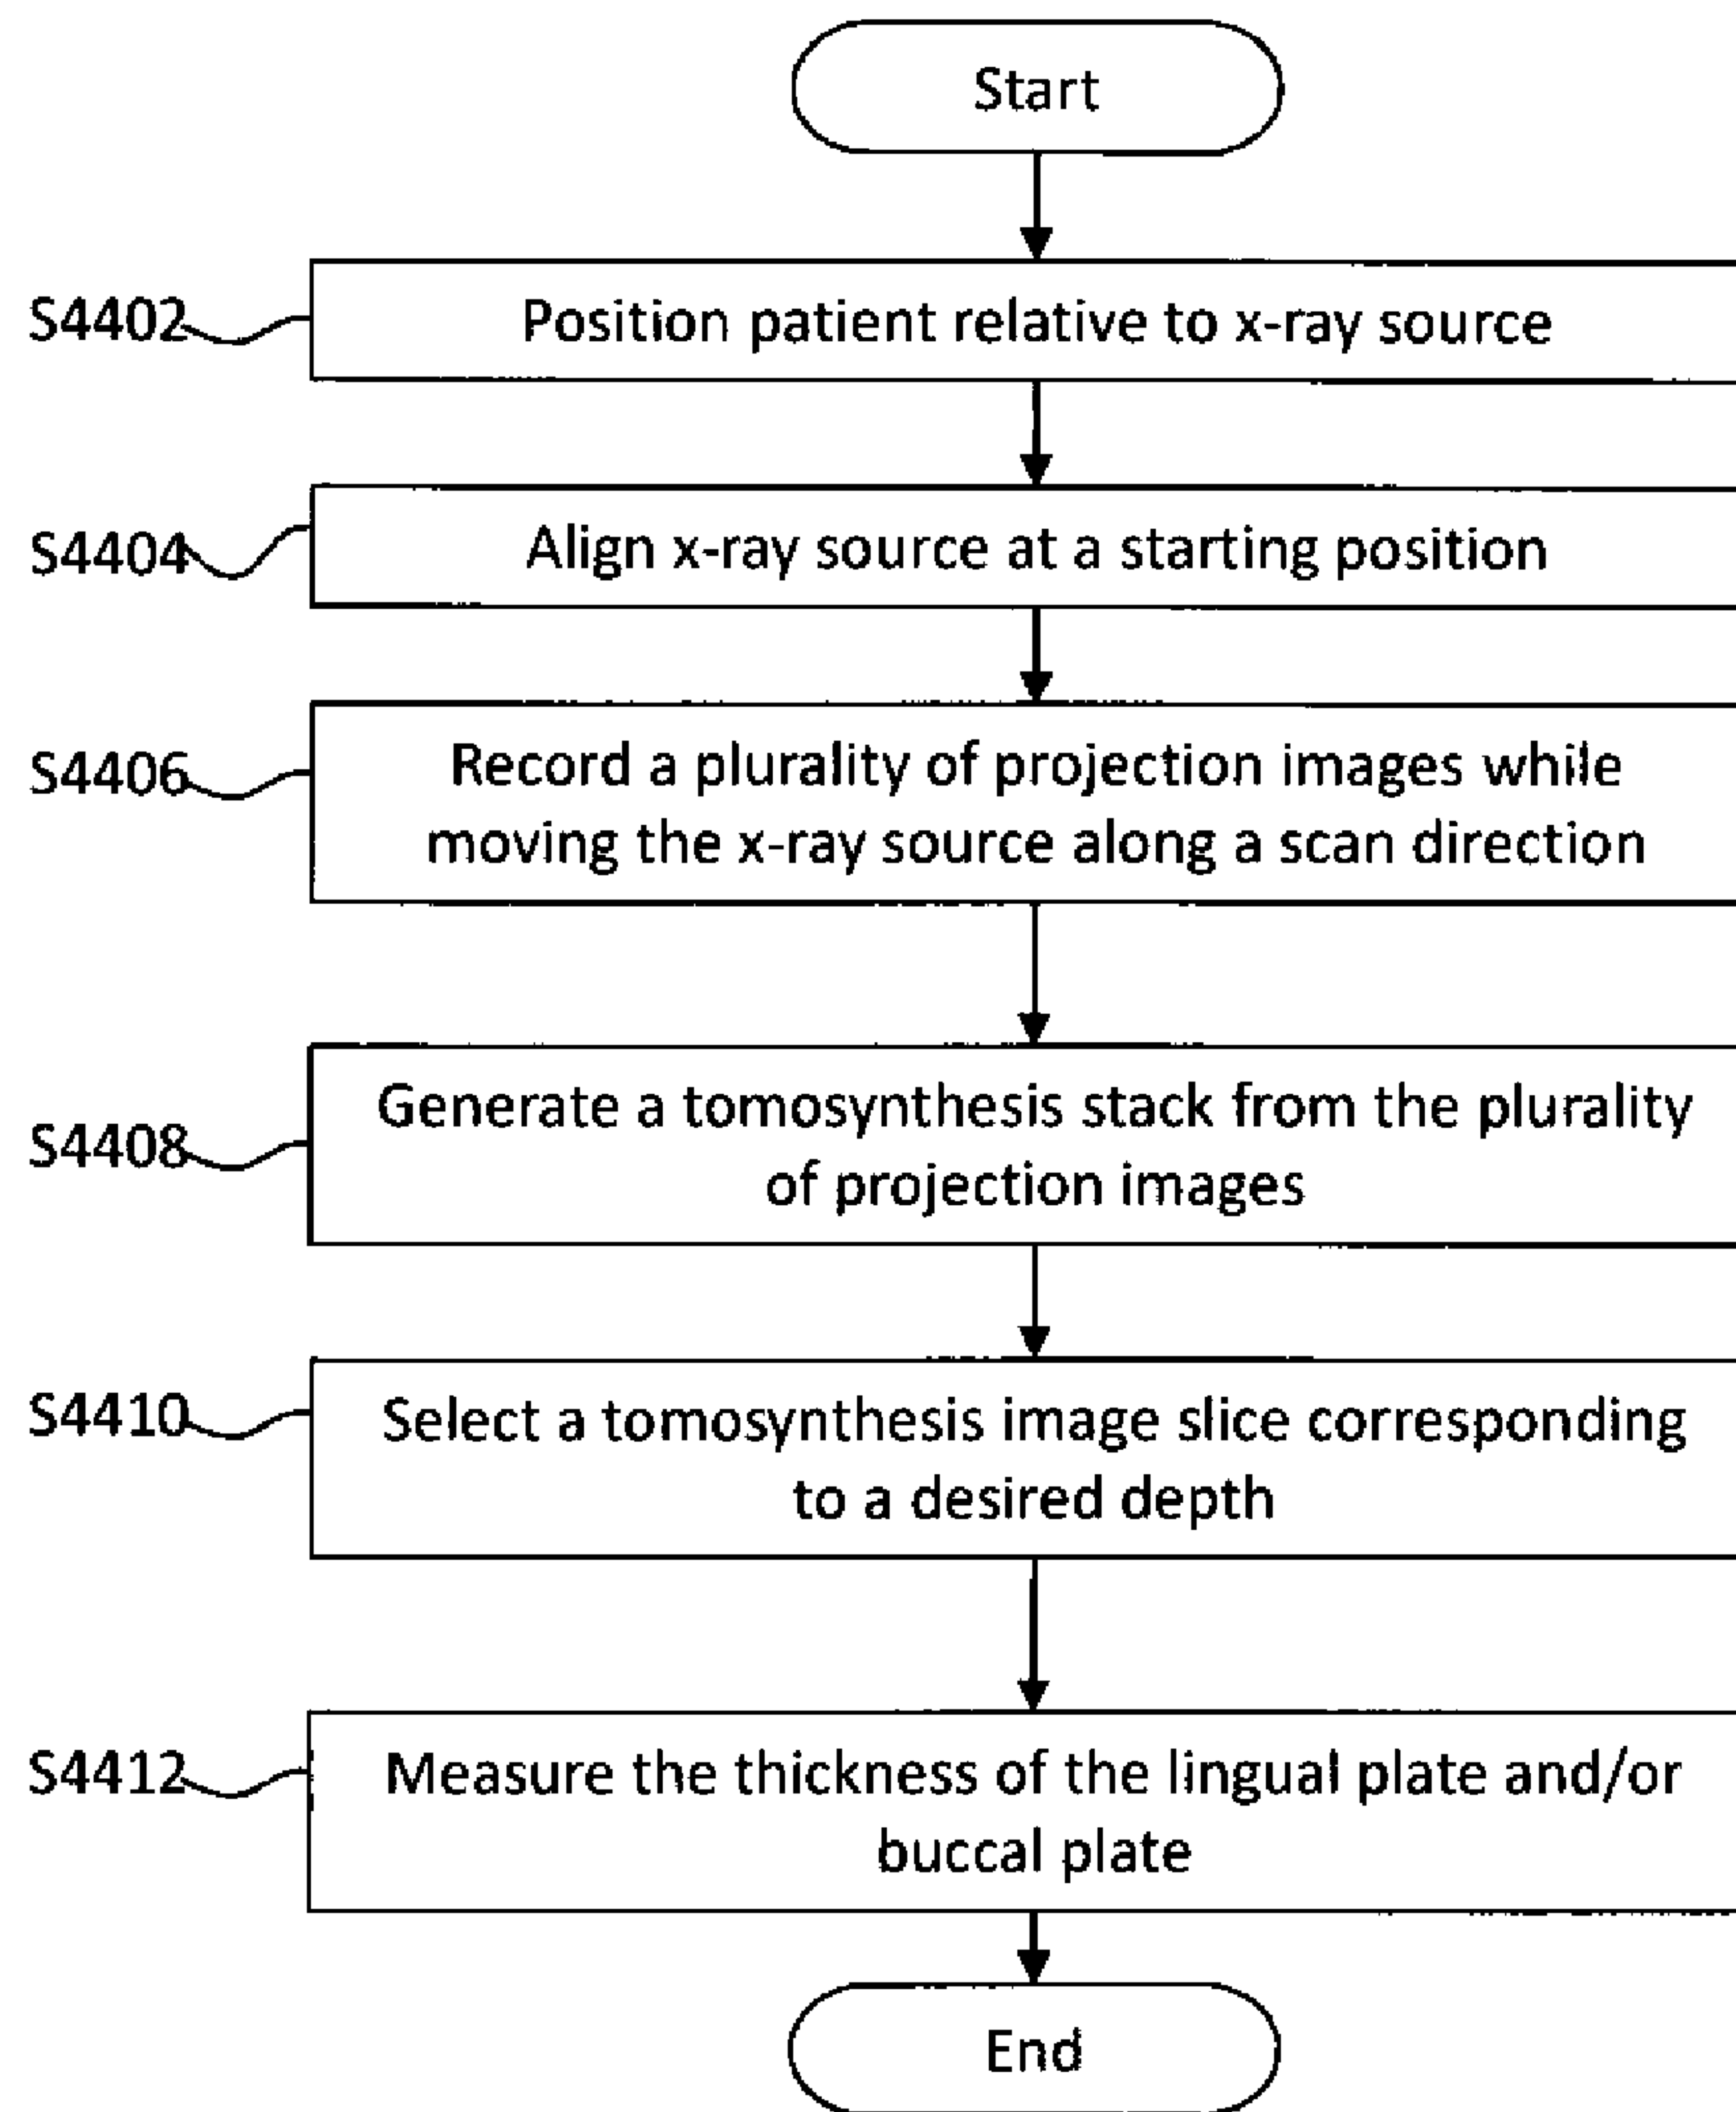 Start
S4402
Position patient relative to x-ray source
S4404
Align x-ray source at a starting position
S4406
Record a plurality of projection images while
moving the x-ray source along a scan direction
S4408
Generate a tomosynthesis stack from the plurality
of projection images
S4410
Select a tomosynthesis image slice corresponding
to a desired depth
S4412
Measure the thickness of the lingual plate and/or
buccal plate
End